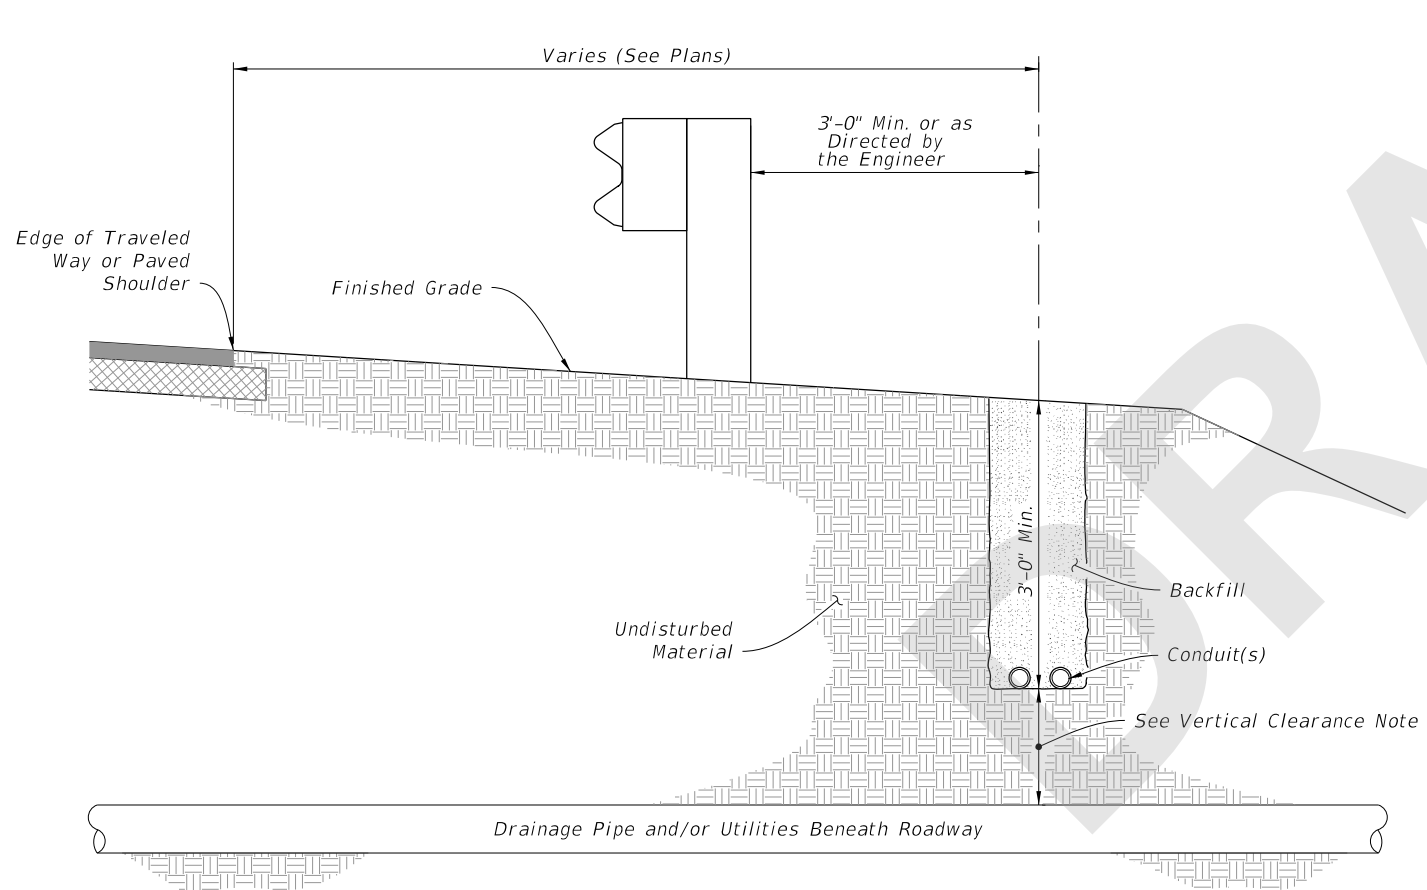 Varies (See Plans)
3'-0" Min. or as
Directed by
the Engineer
Edge of Traveled
Way or Paved
Shoulder
Finished Grade
3'-0" Min.
Backfill
Undisturbed
Material
Conduit(s)
See Vertical Clearance Note
Drainage Pipe and/or Utilities Beneath Roadway
DRA